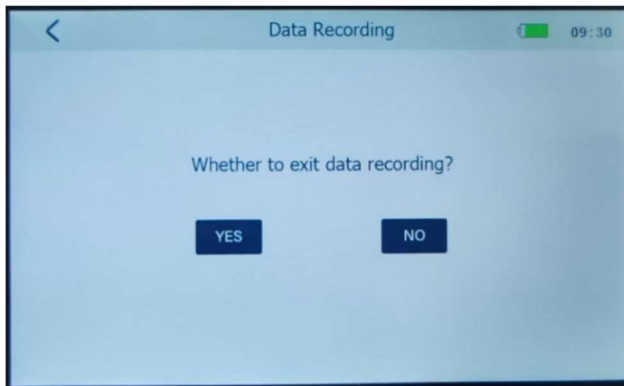 Data Recording 09:30
Whether to exit data recording?
YES NO